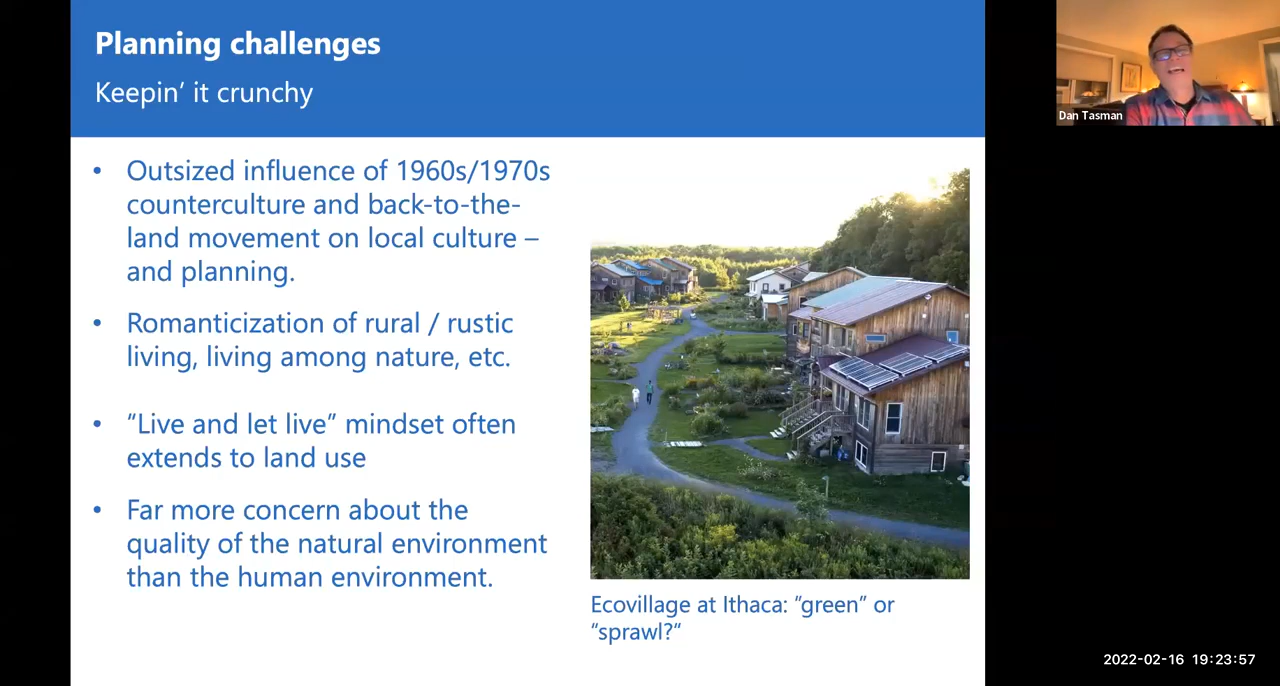 Planning challenges
Keepin’ it crunchy
• Outsized influence of 1960s/1970s
counterculture and back-to-the-
land movement on local culture –
and planning.
• Romanticization of rural / rustic
living, living among nature, etc.
• “Live and let live” mindset often
extends to land use
• Far more concern about the
quality of the natural environment
than the human environment.
Ecovillage at Ithaca: “green” or
“sprawl?“
Dan Tasman
2022-02-16 19:23:57